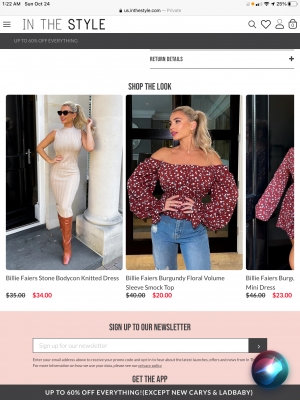 1:22 AM Sun Oct 24
25%
us.inthestyle.com — Private
IN THE STYLE
0
UP TO 60% OFF EVERYTHING
RETURN DETAILS +
SHOP THE LOOK
Billie Faiers Stone Bodycon Knitted Dress
$35.00 $34.00
Billie Faiers Burgundy Floral Volume
Sleeve Smock Top
$40.00 $20.00
Billie Faiers Burgu
Mini Dress
$46.00 $23.00
SIGN UP TO OUR NEWSLETTER
Sign up for our newsletter
Enter your email address above to receive your promo code and opt in to hear about the latest launches, offers and news from In T
For more information on how we use your data, please see our privacy policy
GET THE APP
UP TO 60% OFF EVERYTHING!(EXCEPT NEW CARYS & LADBABY)